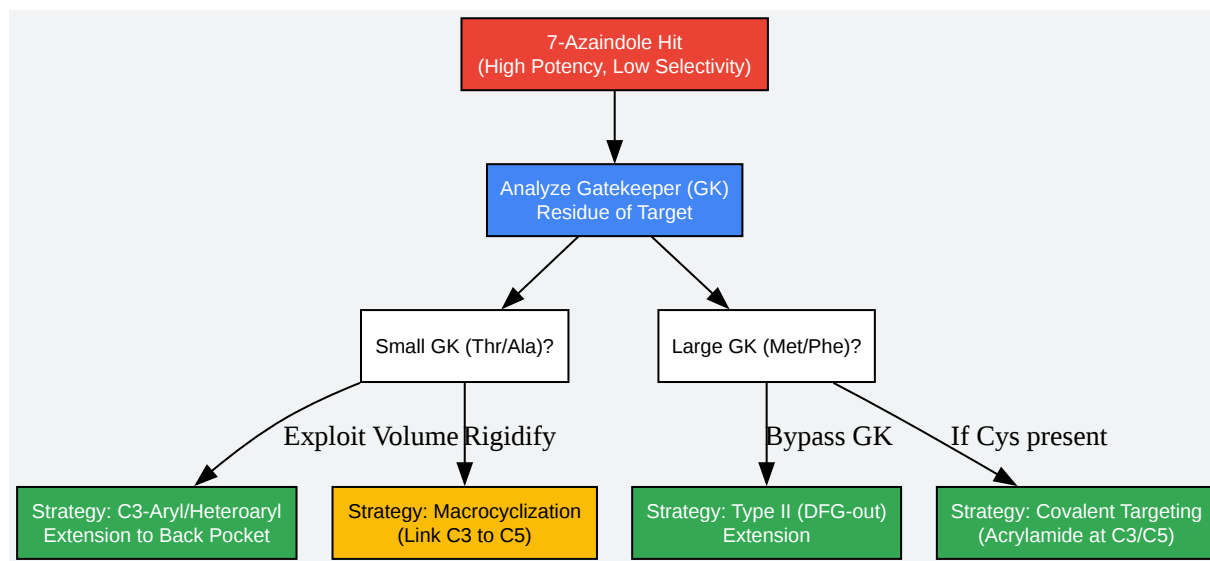 7-Azaindole Hit
(High Potency, Low Selectivity)
Analyze Gatekeeper (GK)
Residue of Target
Small GK (Thr/Ala)?
Large GK (Met/Phe)?
Exploit Volume
Rigidify
Bypass GK
If Cys present
Strategy: C3-Aryl/Heteroaryl
Extension to Back Pocket
Strategy: Macrocyclization
(Link C3 to C5)
Strategy: Type II (DFG-out)
Extension
Strategy: Covalent Targeting
(Acrylamide at C3/C5)